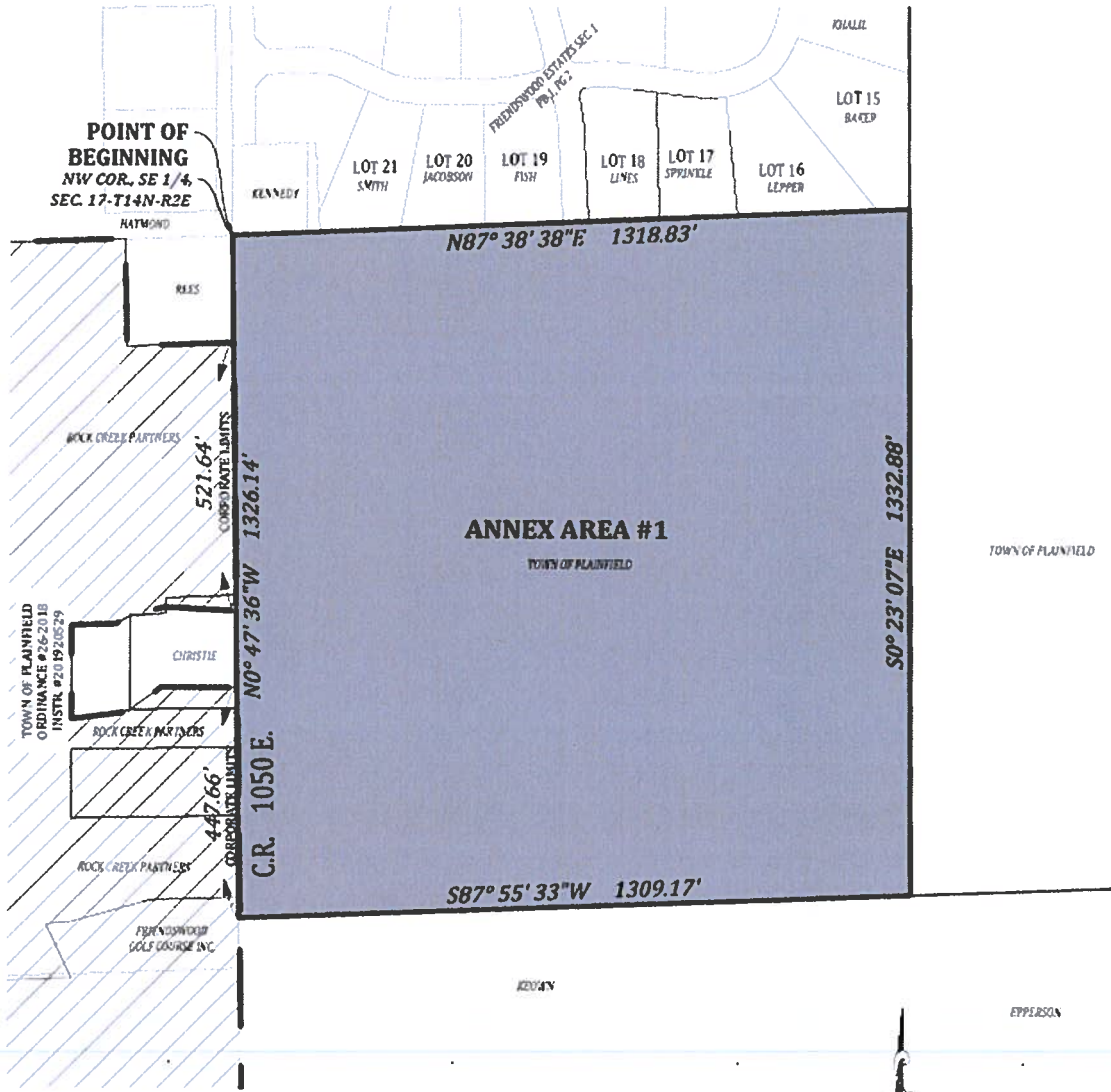 KHALIL
FRIENDSWOOD ESTATES SEC. 1
PB.1, PG 2
LOT 15
BAKER
POINT OF
BEGINNING
NW COR., SE 1/4,
SEC. 17-T14N-R2E
LOT 21
SMITH
LOT 20
JACOBSON
LOT 19
FISH
LOT 18
LINES
LOT 17
SPRINKLE
LOT 16
LEPPER
KENNEDY
HAYMOND
N87° 38' 38"E 1318.83'
REES
ROCK CREEK PARTNERS
521.64'
CORPORATE LIMITS
N0° 47' 36"W 1326.14'
ANNEX AREA #1
TOWN OF PLAINFIELD
S0° 23' 07"E 1332.88'
TOWN OF PLAINFIELD
TOWN OF PLAINFIELD
ORDINANCE #26-2018
INSTR. #201920529
CHRISTIE
ROCK CREEK PARTNERS
447.66'
CORPORATE LIMITS
C.R. 1050 E.
ROCK CREEK PARTNERS
S87° 55' 33"W 1309.17'
FRIENDSWOOD
GOLF COURSE INC.
EPPERSON